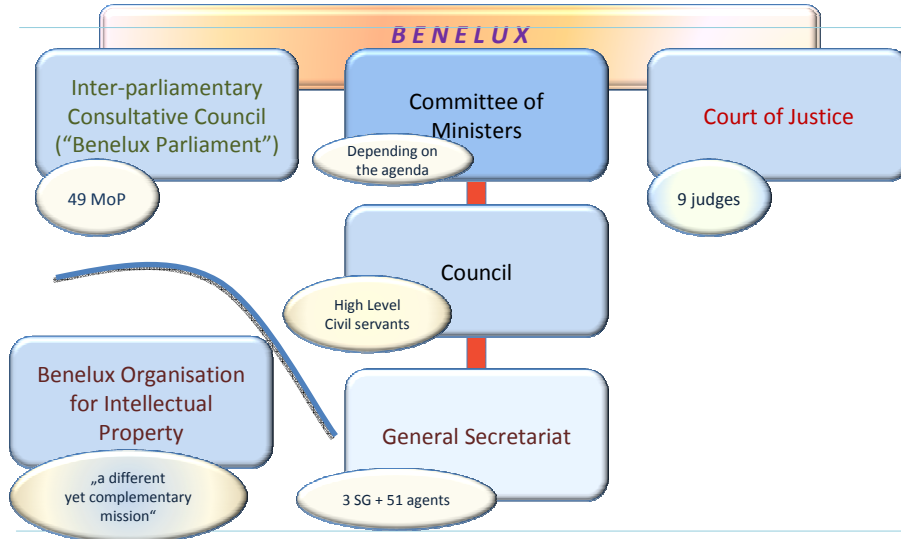 BENELUX
Inter-parliamentary
Consultative Council
(“Benelux Parliament”)
49 MoP
Committee of
Ministers
Depending on
the agenda
Court of Justice
9 judges
Council
High Level
Civil servants
Benelux Organisation
for Intellectual
Property
„a different
yet complementary
mission“
General Secretariat
3 SG + 51 agents